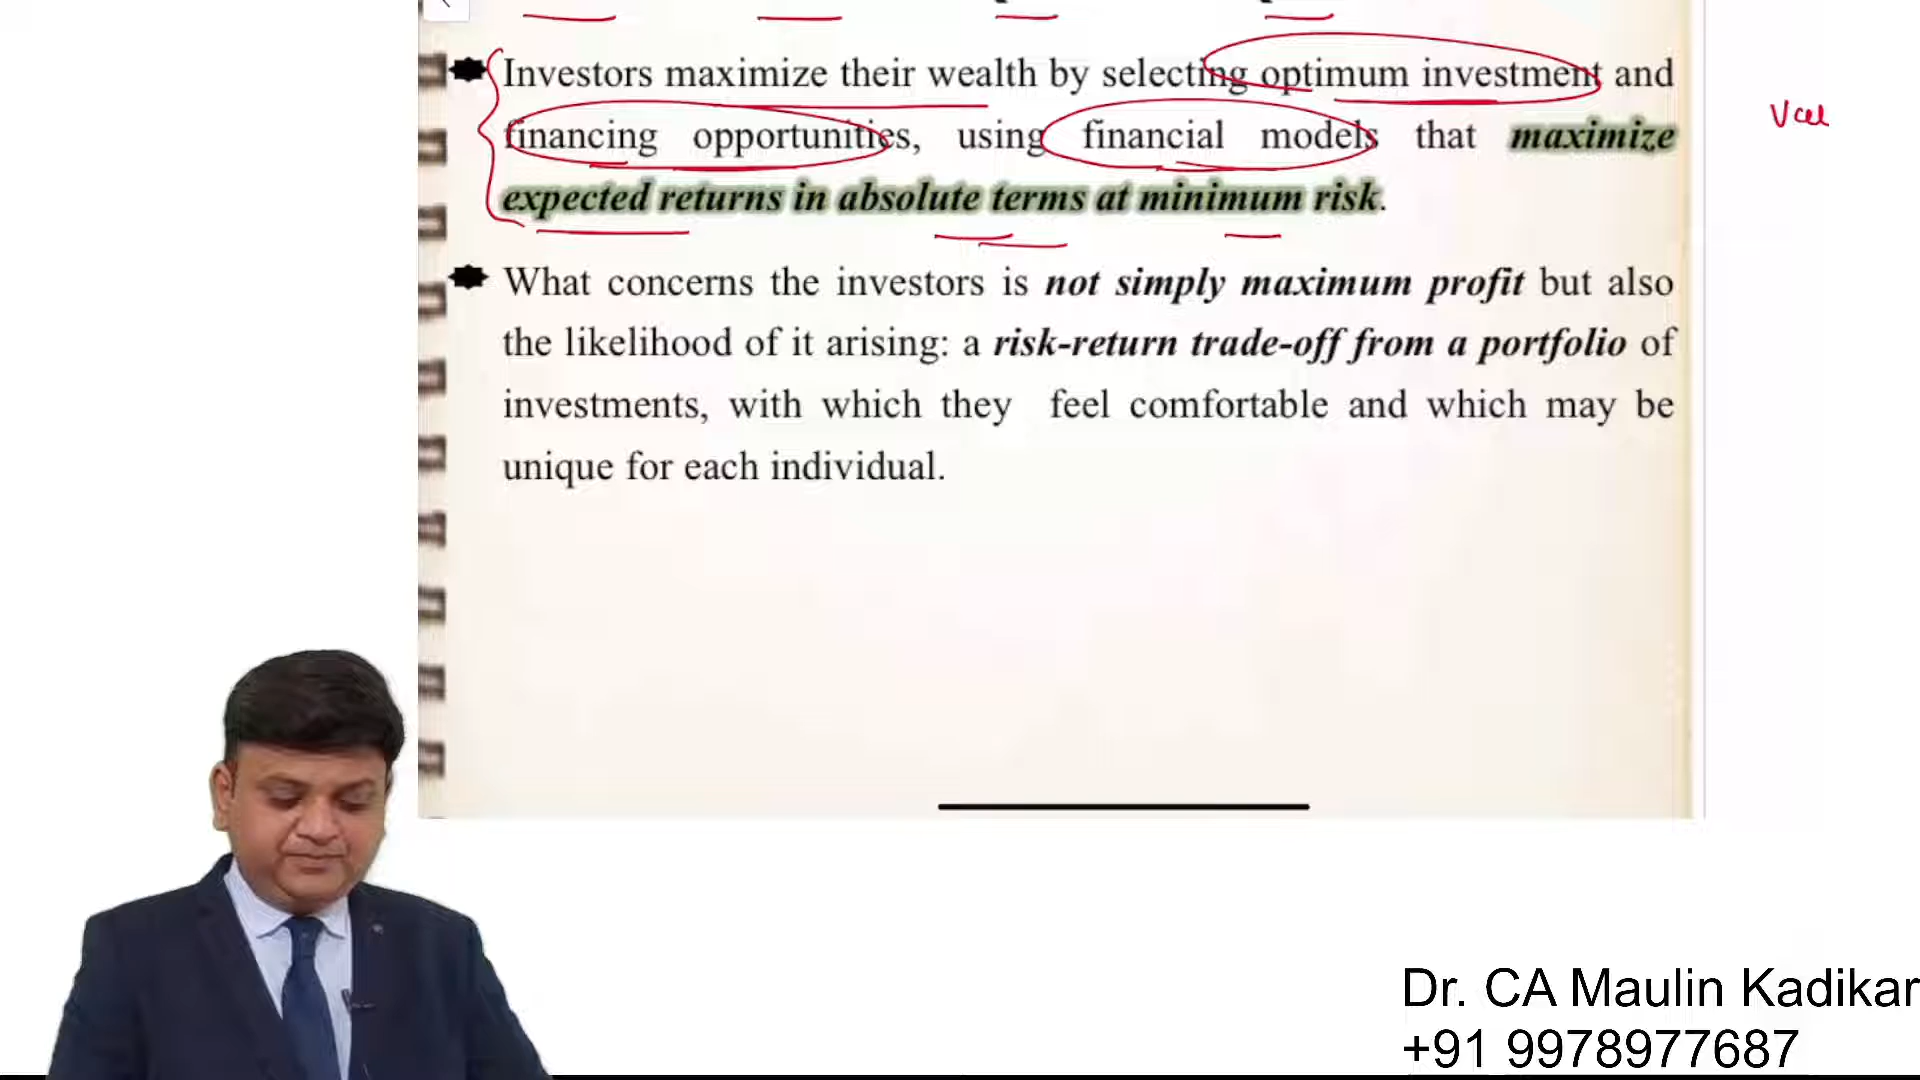 Investors maximize their wealth by selecting optimum investment and
financing opportunities, using financial models that maximize
expected returns in absolute terms at minimum risk.
What concerns the investors is not simply maximum profit but also
the likelihood of it arising: a risk-return trade-off from a portfolio of
investments, with which they feel comfortable and which may be
unique for each individual.
Dr. CA Maulin Kadikar
+91 9978977687